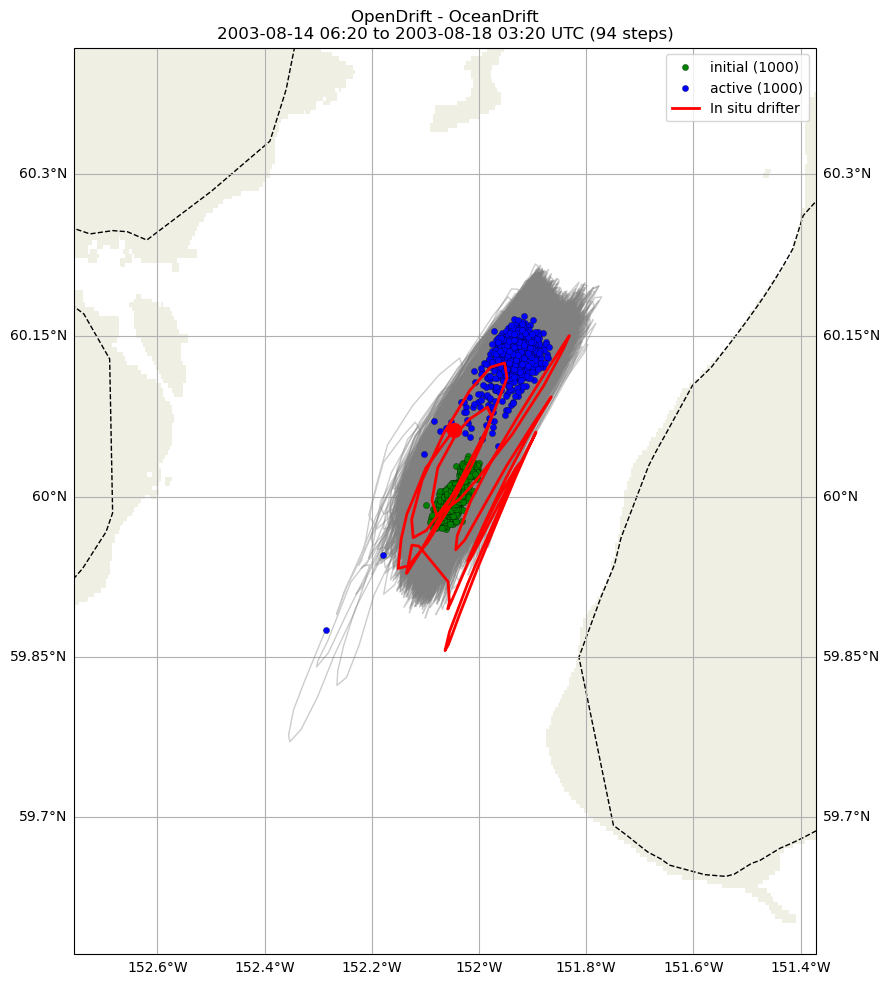 OpenDrift - OceanDrift
2003-08-14 06:20 to 2003-08-18 03:20 UTC (94 steps)
initial (1000)
active (1000)
In situ drifter
60.3°N 60.3°N
60.15°N 60.15°N
60°N 60°N
59.85°N 59.85°N
59.7°N 59.7°N
152.6°W 152.4°W 152.2°W 152°W 151.8°W 151.6°W 151.4°W